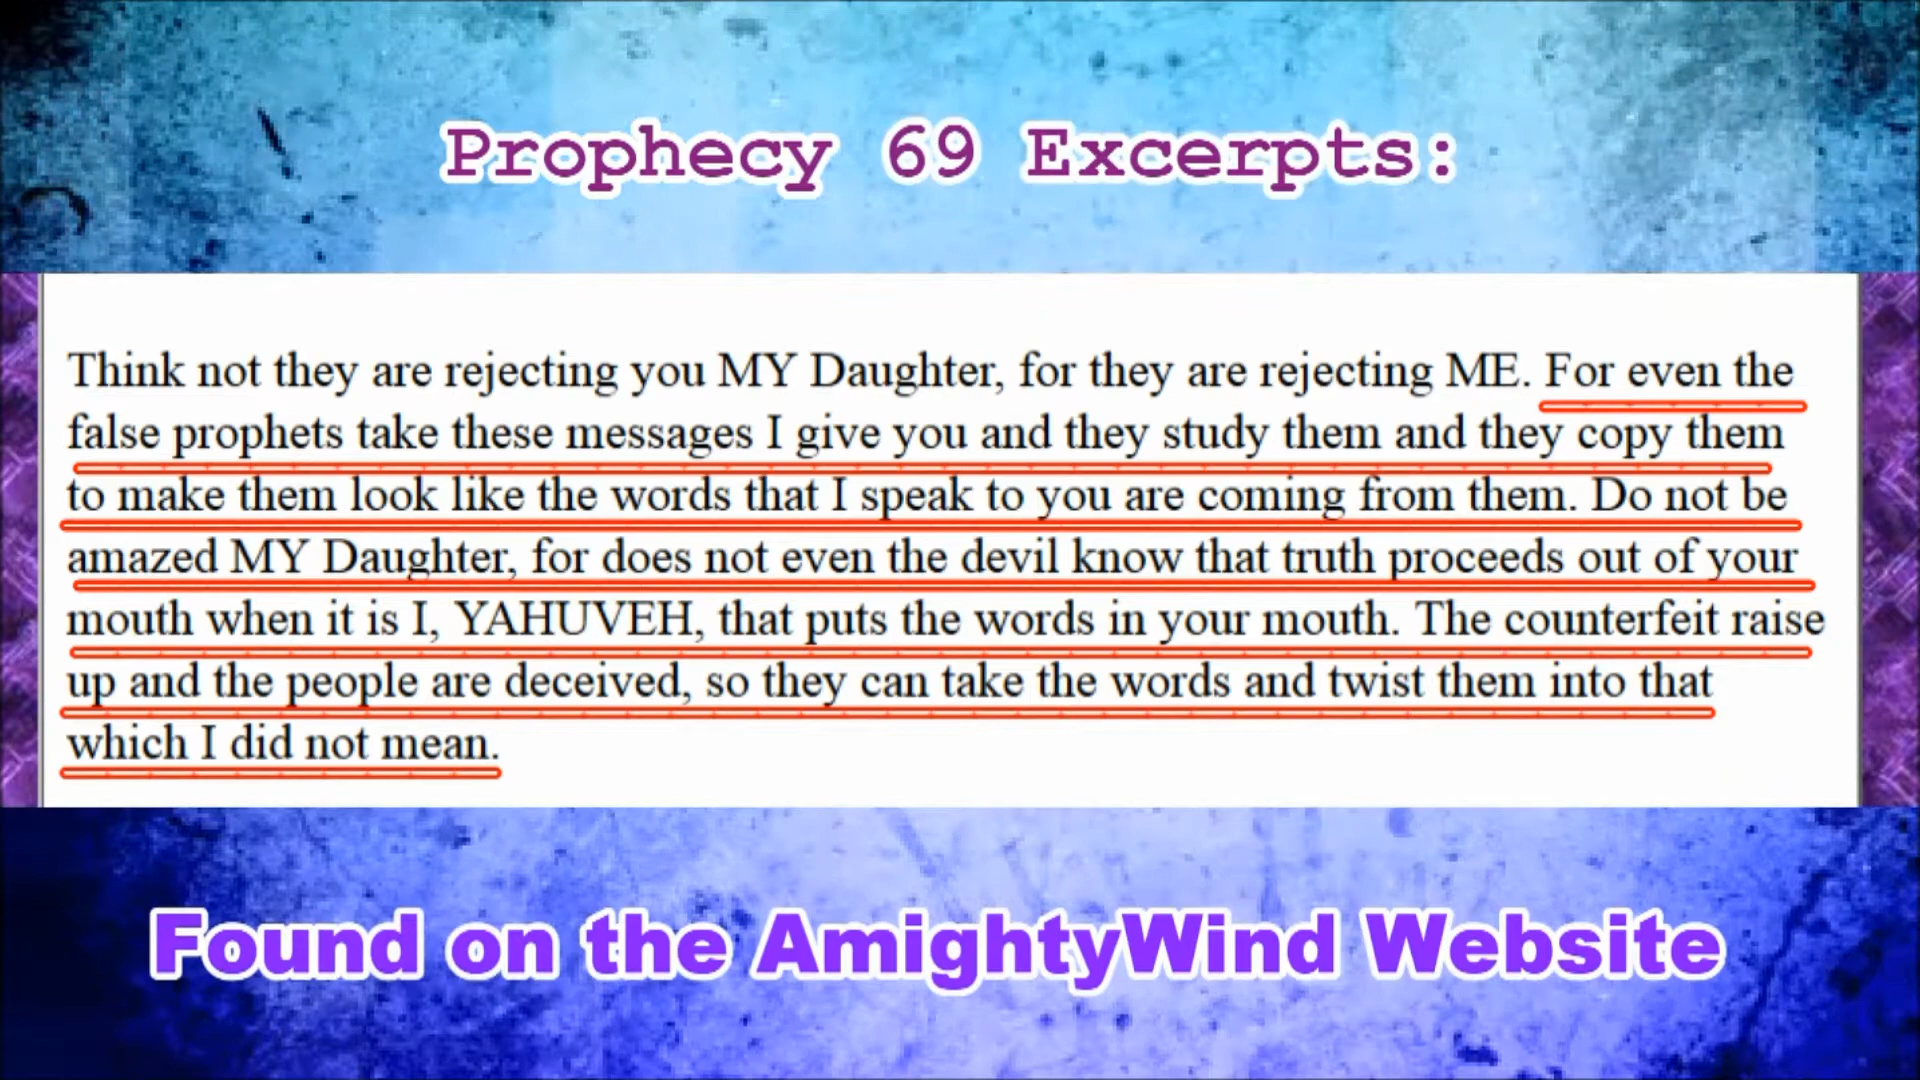 Prophecy 69 Excerpts:
Think not they are rejecting you MY Daughter, for they are rejecting ME. For even the
false prophets take these messages I give you and they study them and they copy them
to make them look like the words that I speak to you are coming from them. Do not be
amazed MY Daughter, for does not even the devil know that truth proceeds out of your
mouth when it is I, YAHUVEH, that puts the words in your mouth. The counterfeit raise
up and the people are deceived, so they can take the words and twist them into that
which I did not mean.
Found on the AmightyWind Website